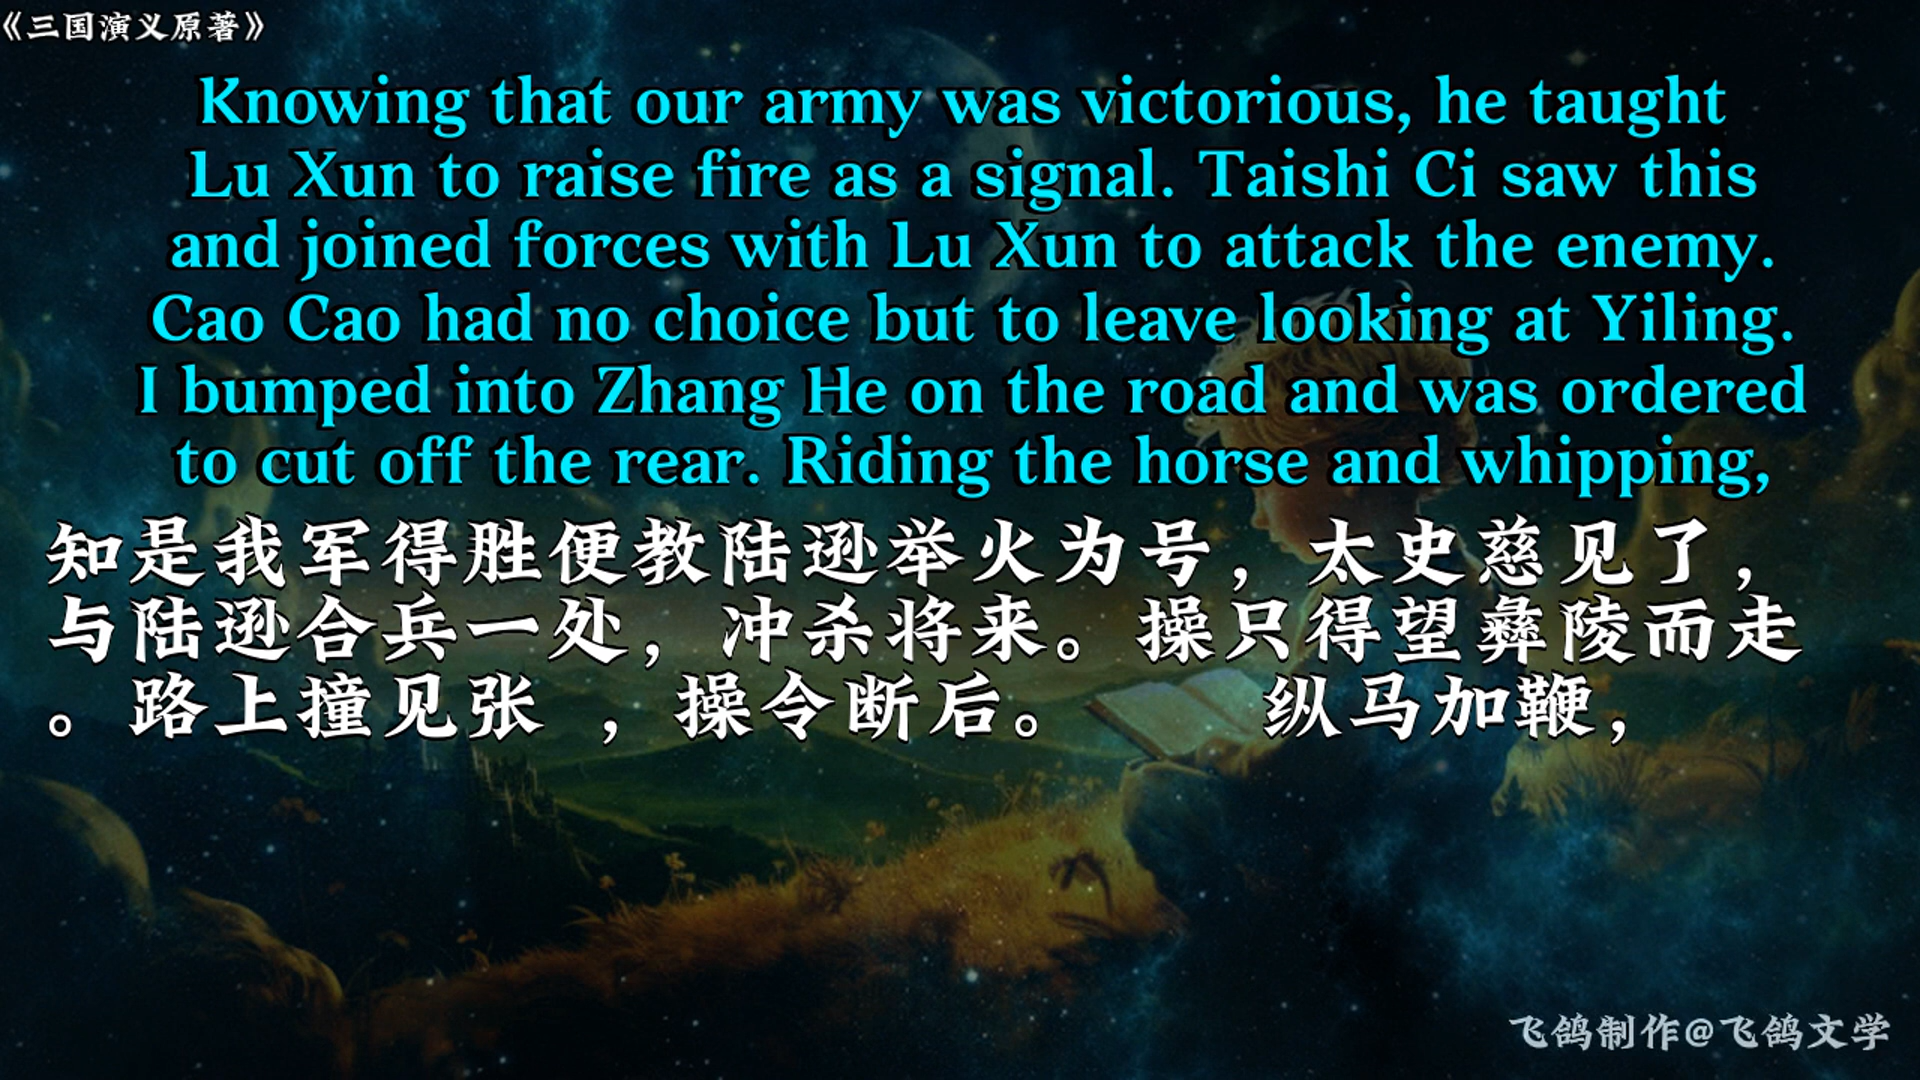 《三国演义原著》
Knowing that our army was victorious, he taught
Lu Xun to raise fire as a signal. Taishi Ci saw this
and joined forces with Lu Xun to attack the enemy.
Cao Cao had no choice but to leave looking at Yiling.
I bumped into Zhang He on the road and was ordered
to cut off the rear. Riding the horse and whipping,
知是我军得胜便教陆逊举火为号，太史慈见了，
与陆逊合兵一处，冲杀将来。操只得望彝陵而走
。路上撞见张 ，操令断后。 纵马加鞭，
飞鸽制作@飞鸽文学